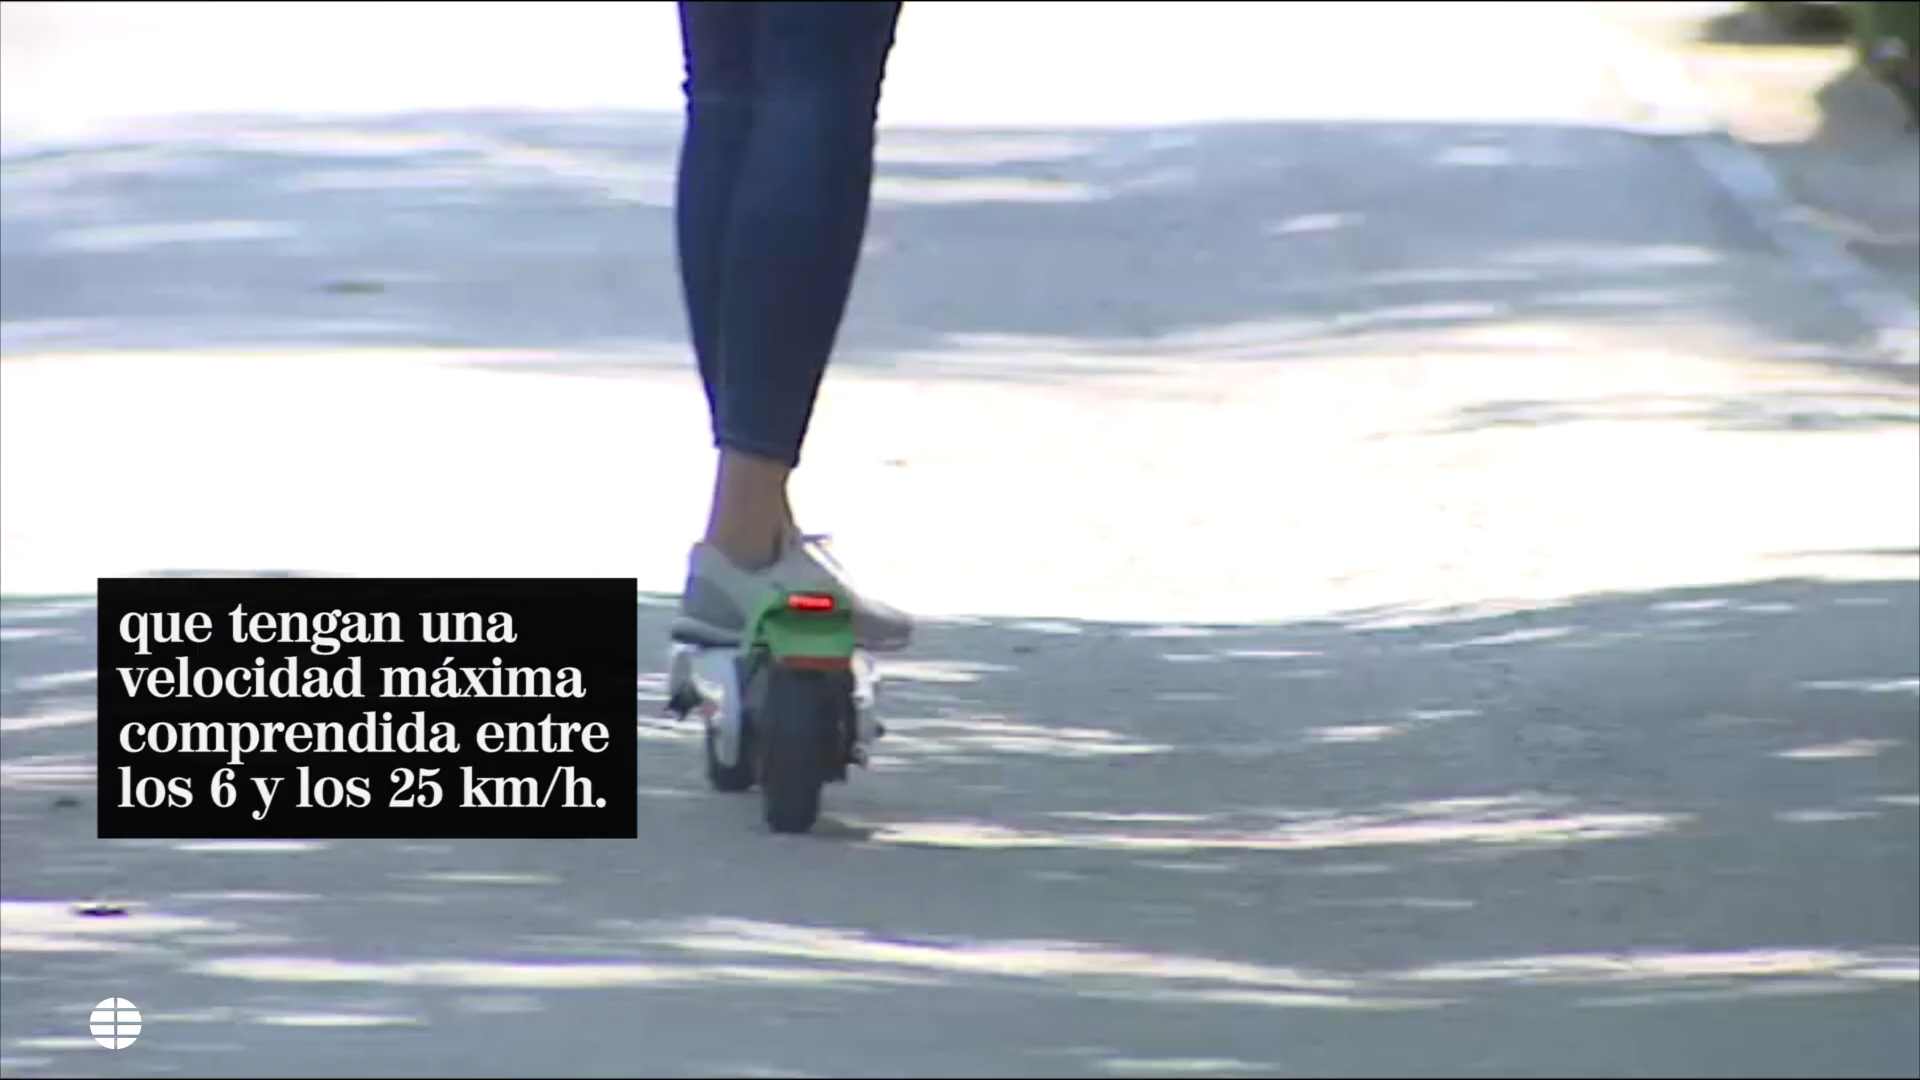 que tengan una
velocidad máxima
comprendida entre
los 6 y los 25 km/h.